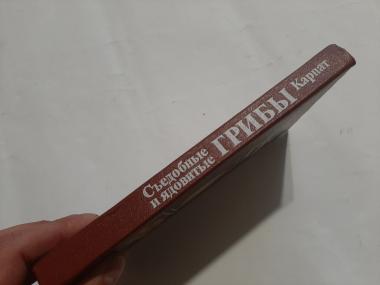 Съедобные
и ядовитые
ГРИБЫ
Карпат